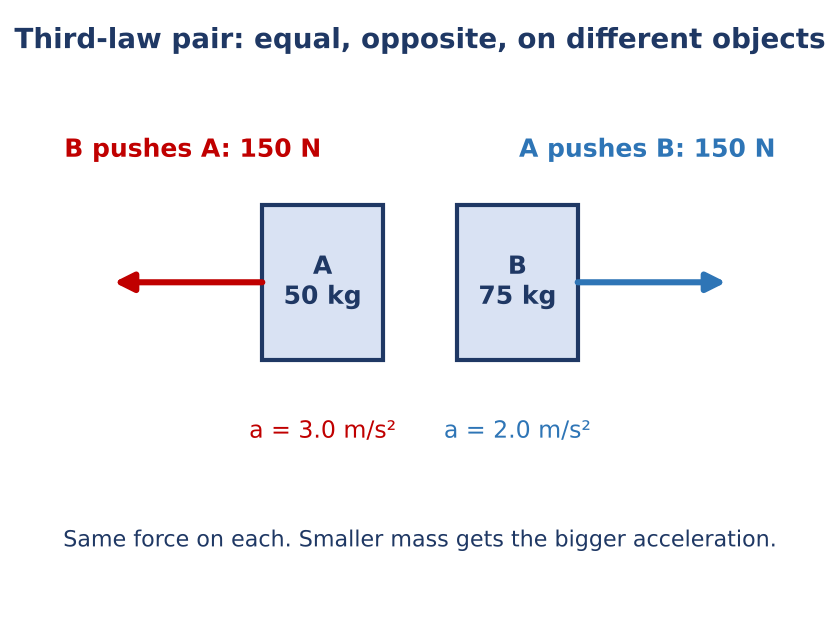 Third-law pair: equal, opposite, on different objects
B pushes A: 150 N
A pushes B: 150 N
A
50 kg
B
75 kg
a = 3.0 m/s²
a = 2.0 m/s²
Same force on each. Smaller mass gets the bigger acceleration.